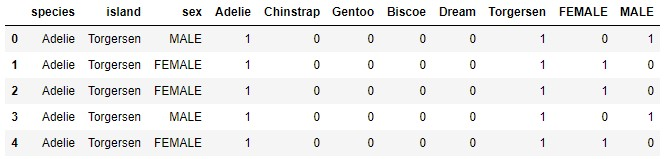 species island sex Adelie Chinstrap Gentoo Biscoe Dream Torgersen FEMALE MALE
0 Adelie Torgersen MALE 1 0 0 0 0 1 0 1
1 Adelie Torgersen FEMALE 1 0 0 0 0 1 1 0
2 Adelie Torgersen FEMALE 1 0 0 0 0 1 1 0
3 Adelie Torgersen MALE 1 0 0 0 0 1 0 1
4 Adelie Torgersen FEMALE 1 0 0 0 0 1 1 0